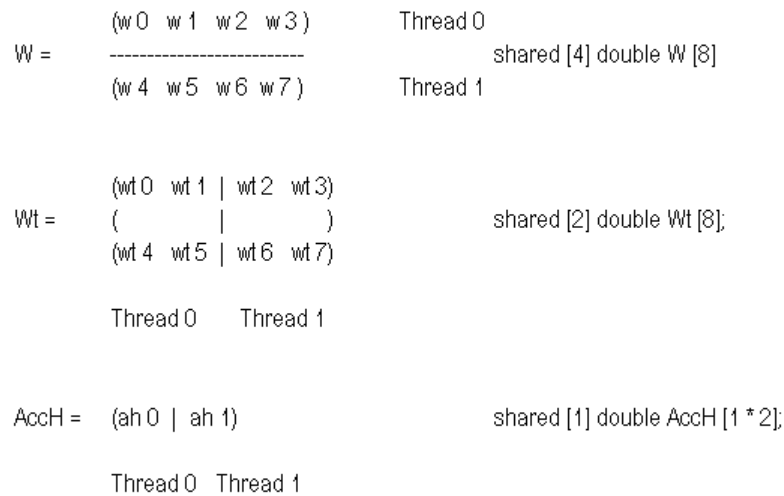 (w 0 w 1 w 2 w 3 ) Thread 0
W = -------------------------- shared [4] double W [8]
(w 4 w 5 w 6 w 7 ) Thread 1
(wt 0 wt 1 | wt 2 wt 3)
Wt = ( | ) shared [2] double Wt [8];
(wt 4 wt 5 | wt 6 wt 7)
Thread 0 Thread 1
AccH = (ah 0 | ah 1) shared [1] double AccH [1 * 2];
Thread 0 Thread 1